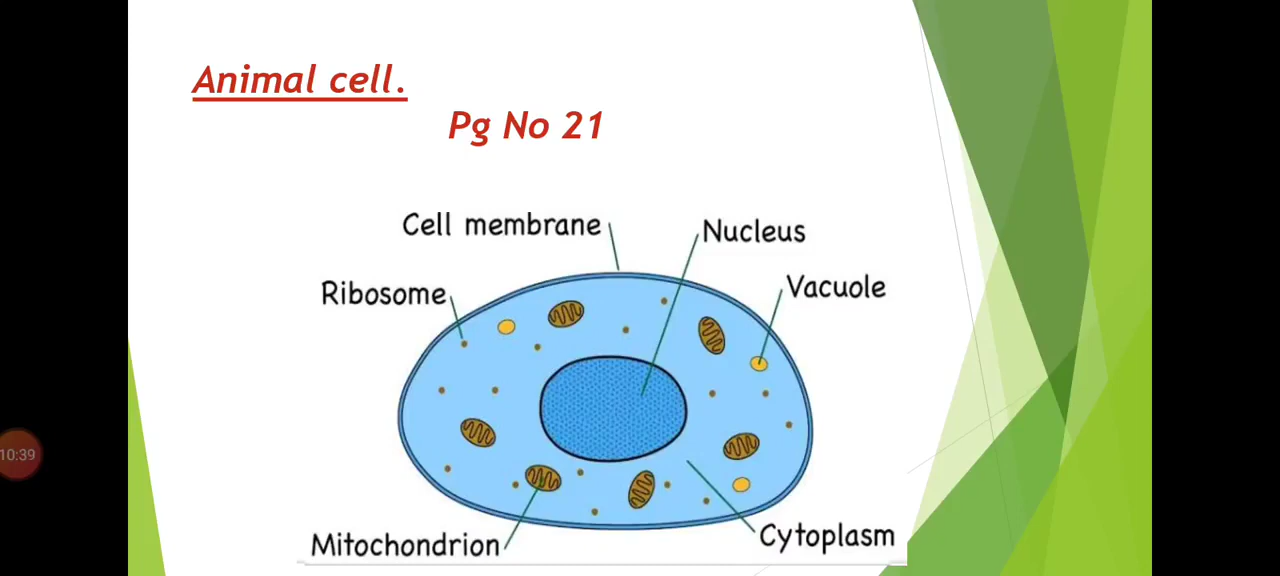 Animal cell.
Pg No 21
Cell membrane
Nucleus
Ribosome
Vacuole
10:39
Mitochondrion
Cytoplasm